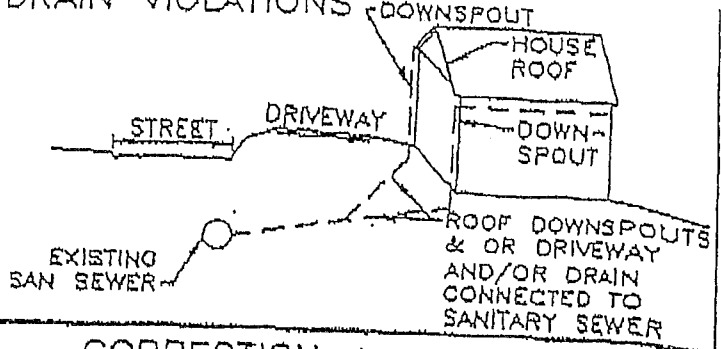 DRAIN VIOLATIONS
DOWNSPOUT
HOUSE
ROOF
STREET
DRIVEWAY
DOWN-
SPOUT
EXISTING
SAN SEWER
ROOF DOWNSPOUTS
& OR DRIVEWAY
AND/OR DRAIN
CONNECTED TO
SANITARY SEWER
CORRECTION